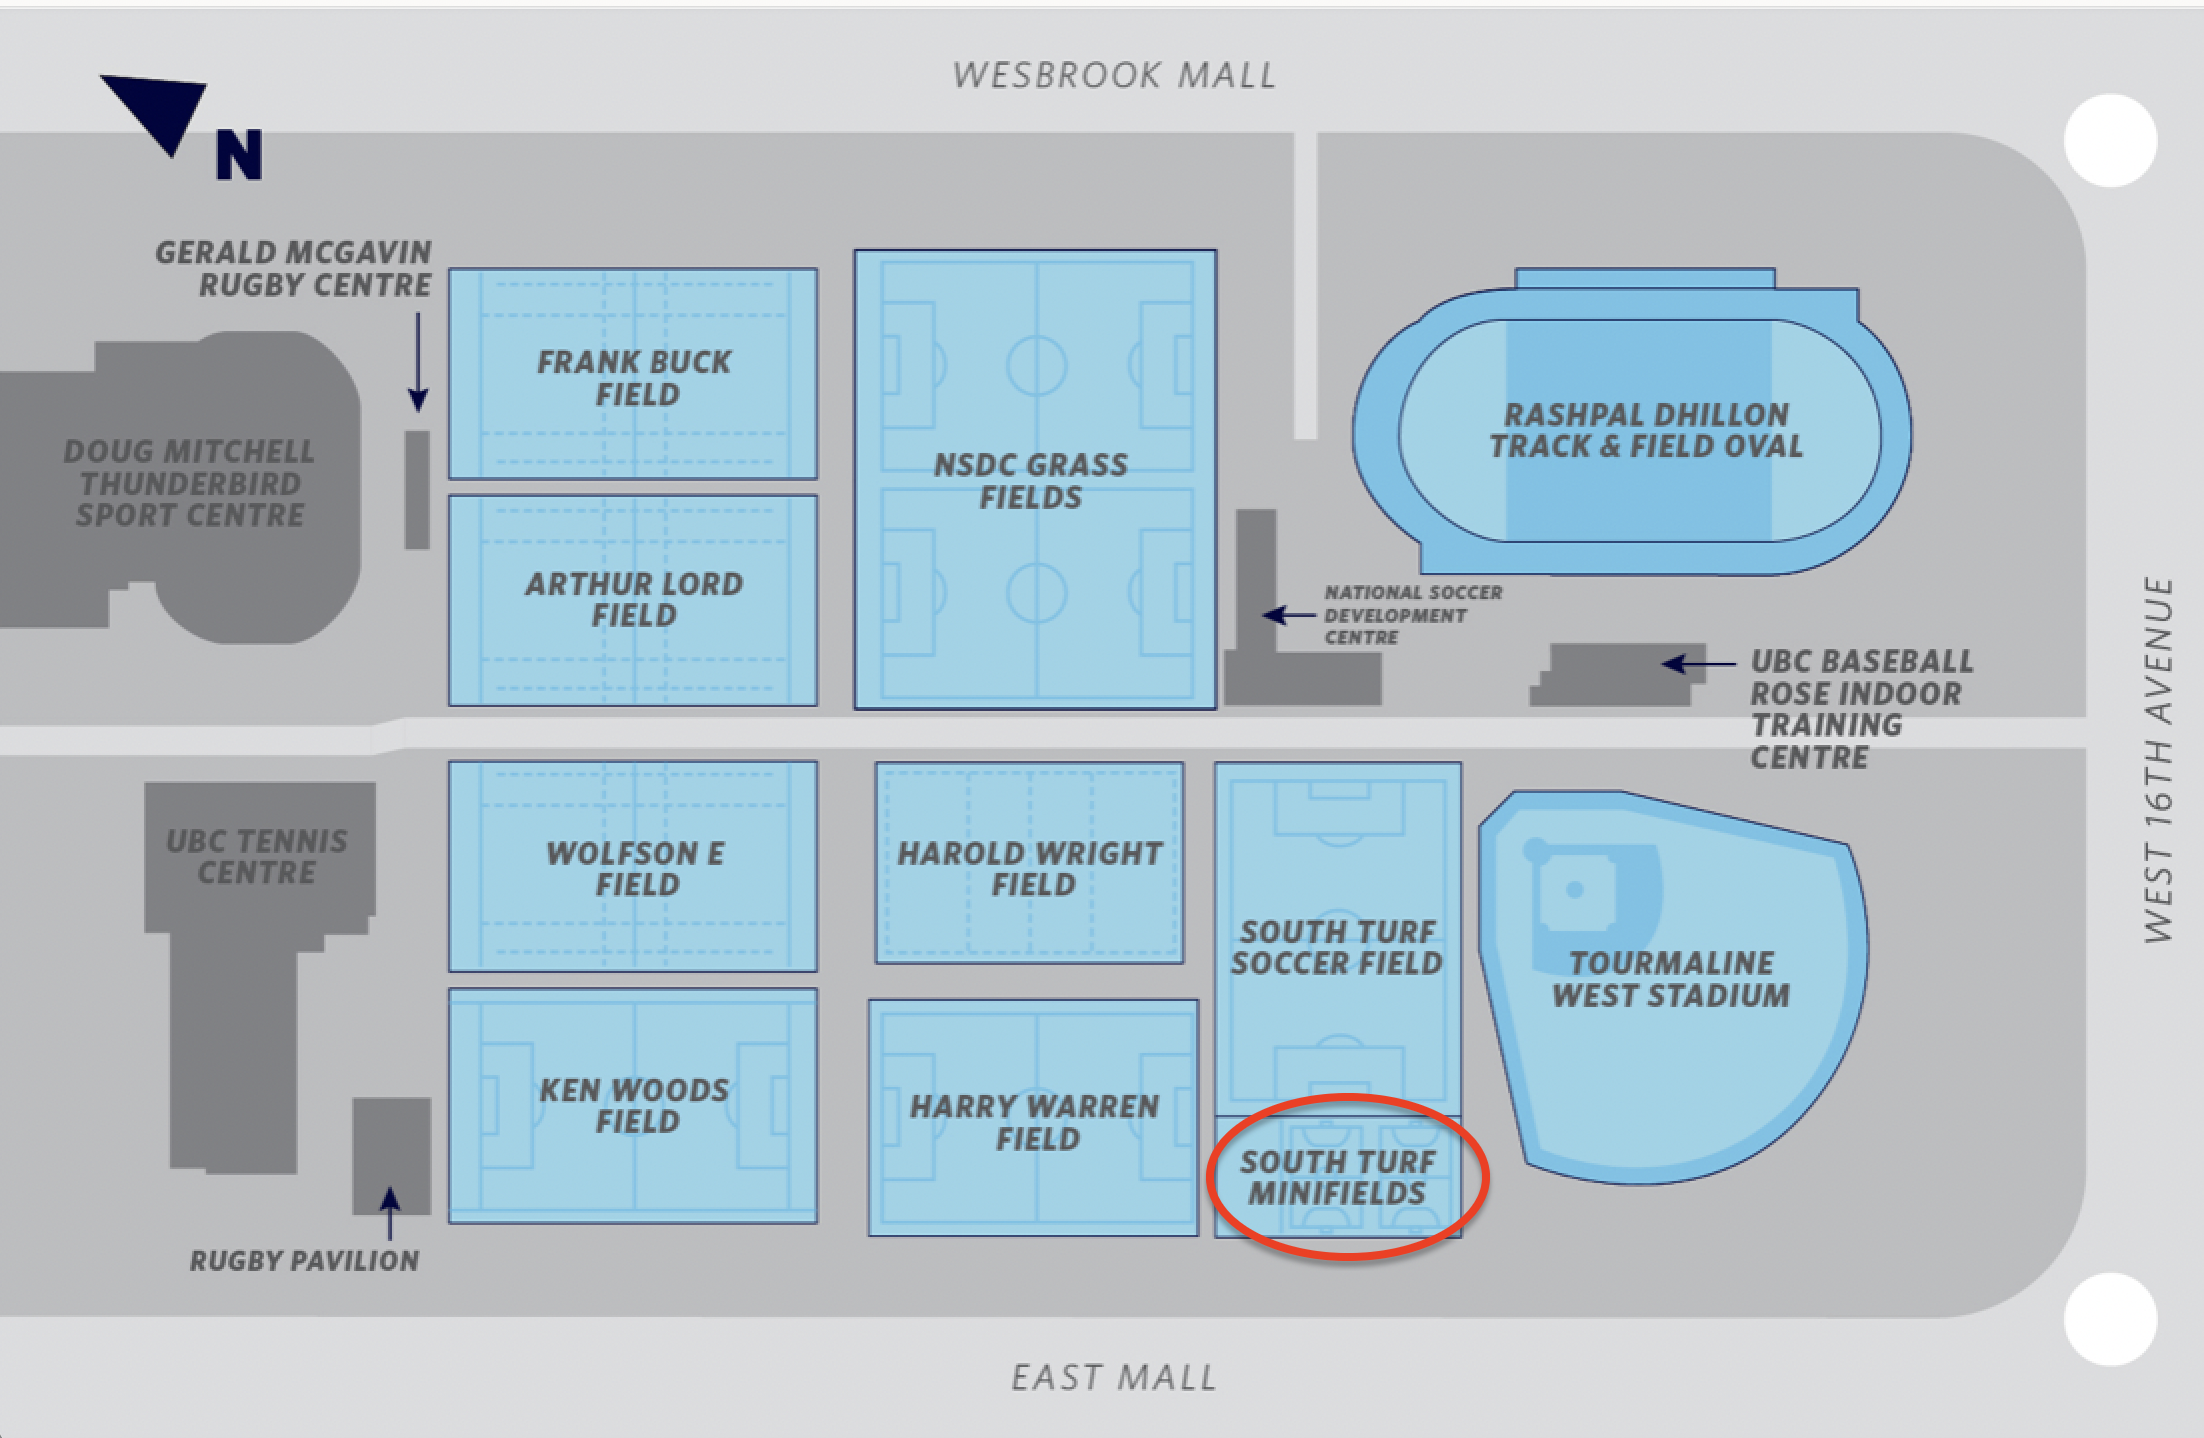 WESBROOK MALL
N
GERALD MCGAVIN
RUGBY CENTRE
FRANK BUCK
FIELD
NSDC GRASS
FIELDS
RASHPAL DHILLON
TRACK & FIELD OVAL
DOUG MITCHELL
THUNDERBIRD
SPORT CENTRE
ARTHUR LORD
FIELD
NATIONAL SOCCER
DEVELOPMENT
CENTRE
UBC BASEBALL
ROSE INDOOR
TRAINING
CENTRE
WEST 16TH AVENUE
UBC TENNIS
CENTRE
WOLFSON E
FIELD
HAROLD WRIGHT
FIELD
SOUTH TURF
SOCCER FIELD
TOURMALINE
WEST STADIUM
KEN WOODS
FIELD
HARRY WARREN
FIELD
SOUTH TURF
MINIFIELDS
RUGBY PAVILION
EAST MALL